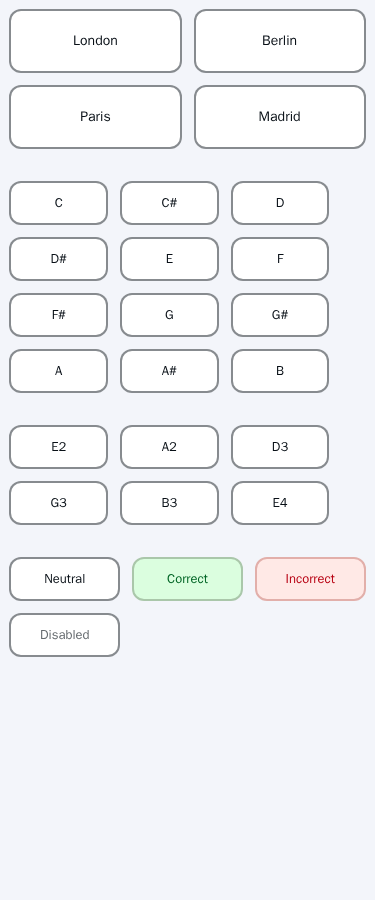 London Berlin
Paris Madrid
C C# D
D# E F
F# G G#
A A# B
E2 A2 D3
G3 B3 E4
Neutral Correct Incorrect
Disabled